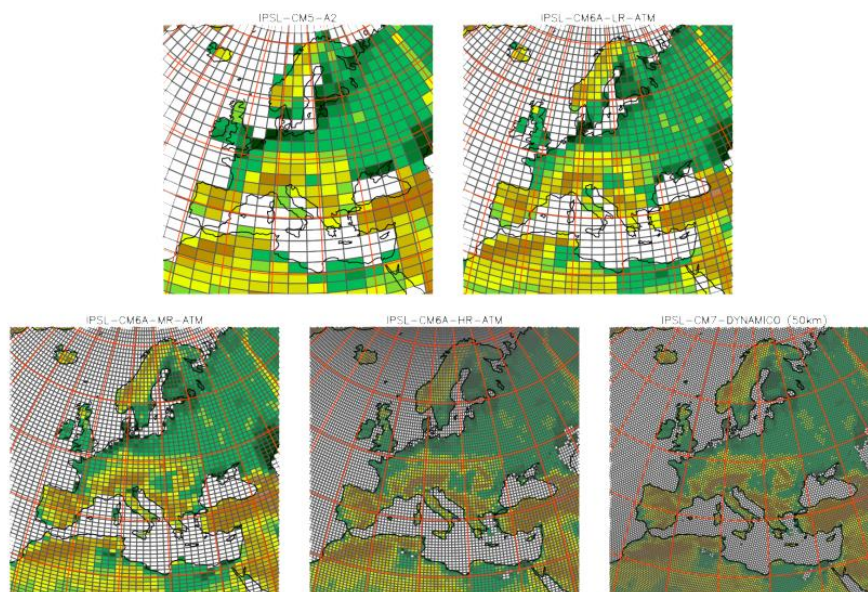 IPSL-CM5-A2
IPSL-CM6A-LR-ATM
IPSL-CM6A-MR-ATM
IPSL-CM6A-HR-ATM
IPSL-CM7-DYNAMICO (50km)